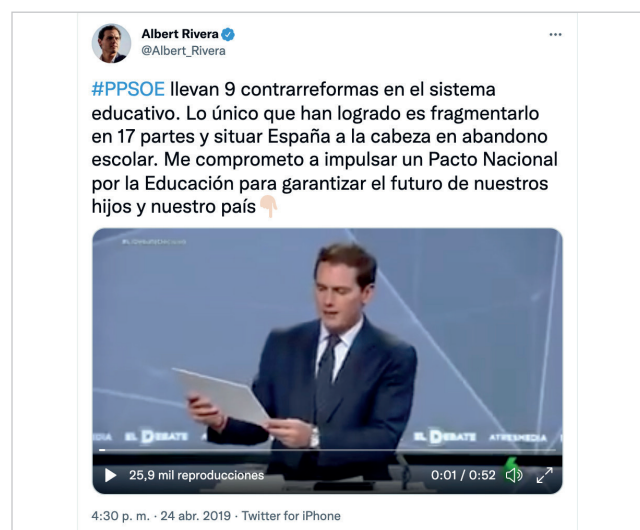 Albert Rivera
@Albert_Rivera
#PPSOE llevan 9 contrarreformas en el sistema
educativo. Lo único que han logrado es fragmentarlo
en 17 partes y situar España a la cabeza en abandono
escolar. Me comprometo a impulsar un Pacto Nacional
por la Educación para garantizar el futuro de nuestros
hijos y nuestro país👇🏻
EL DEBATE
EL DEBATE ATRESMEDIA
25,9 mil reproducciones 0:01 / 0:52
4:30 p. m. · 24 abr. 2019 · Twitter for iPhone